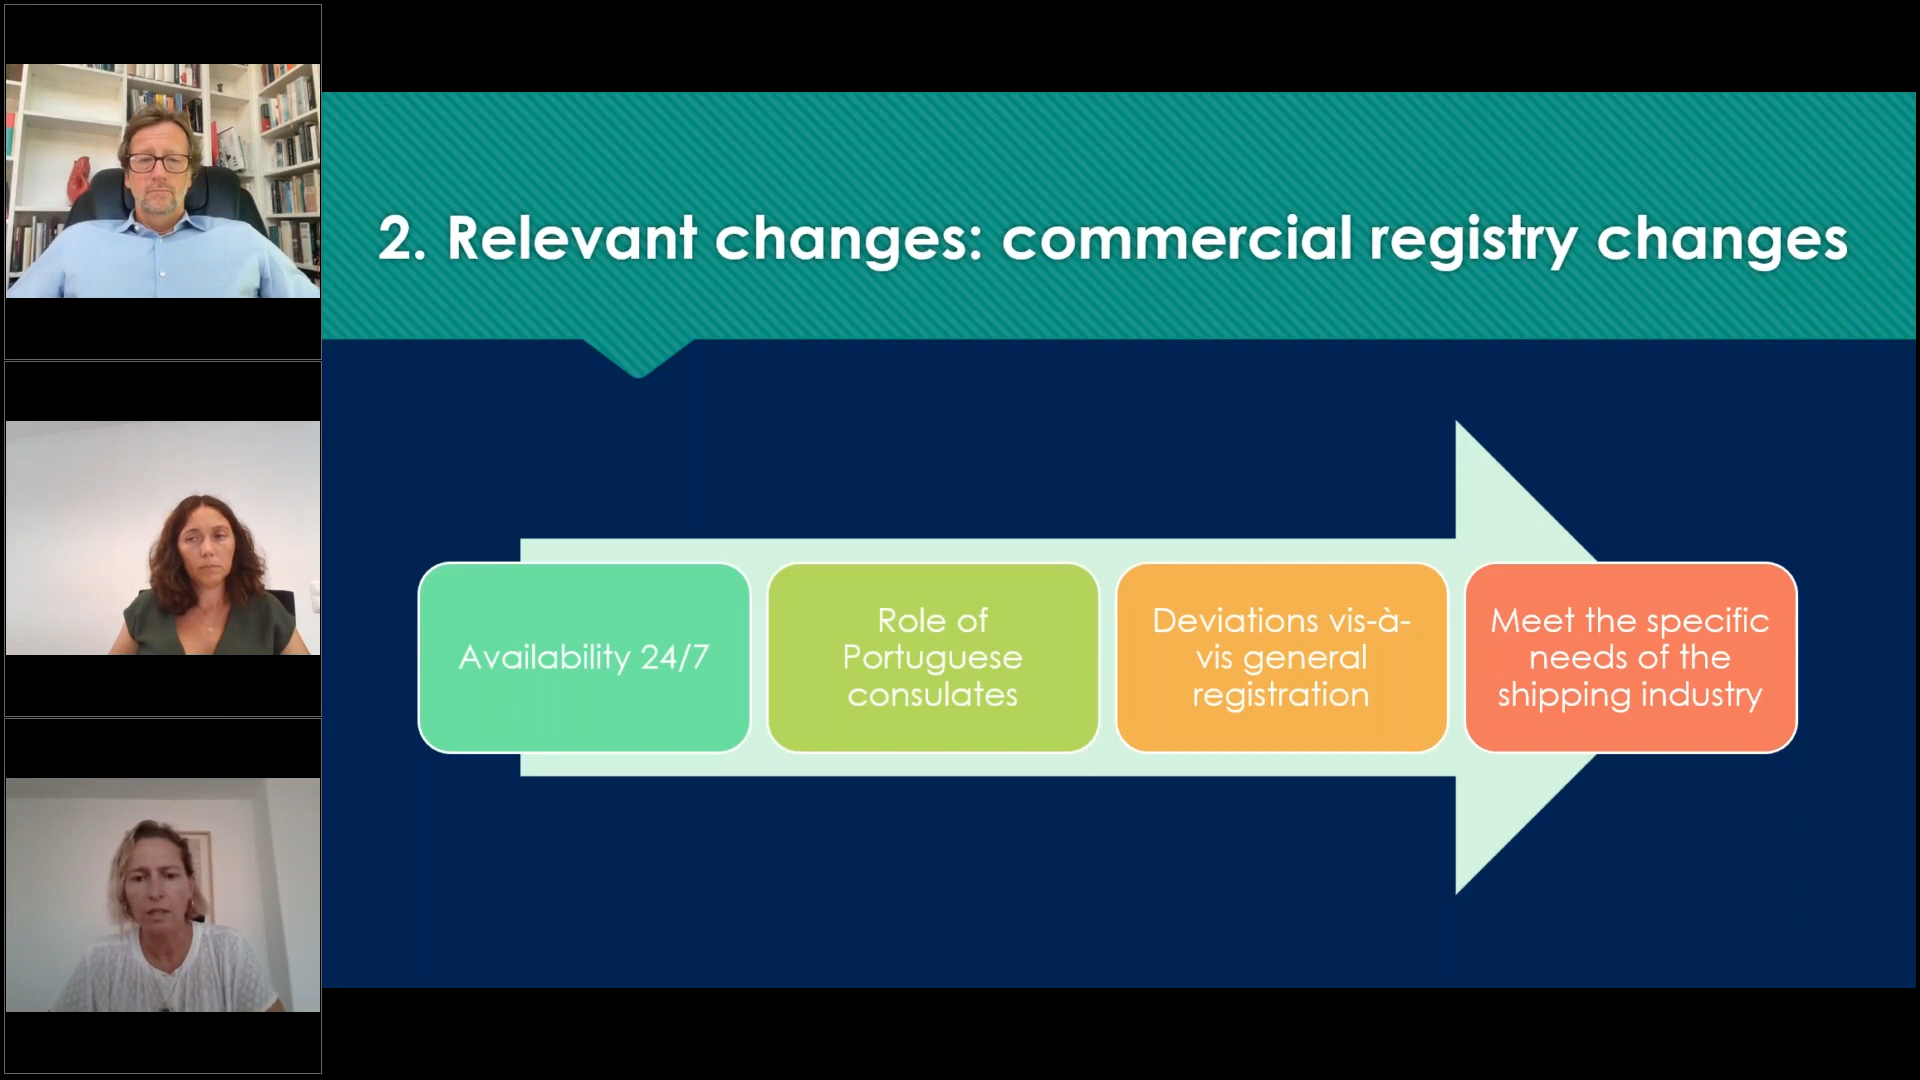 2. Relevant changes: commercial registry changes
Availability 24/7
Role of
Portuguese
consulates
Deviations vis-à-
vis general
registration
Meet the specific
needs of the
shipping industry